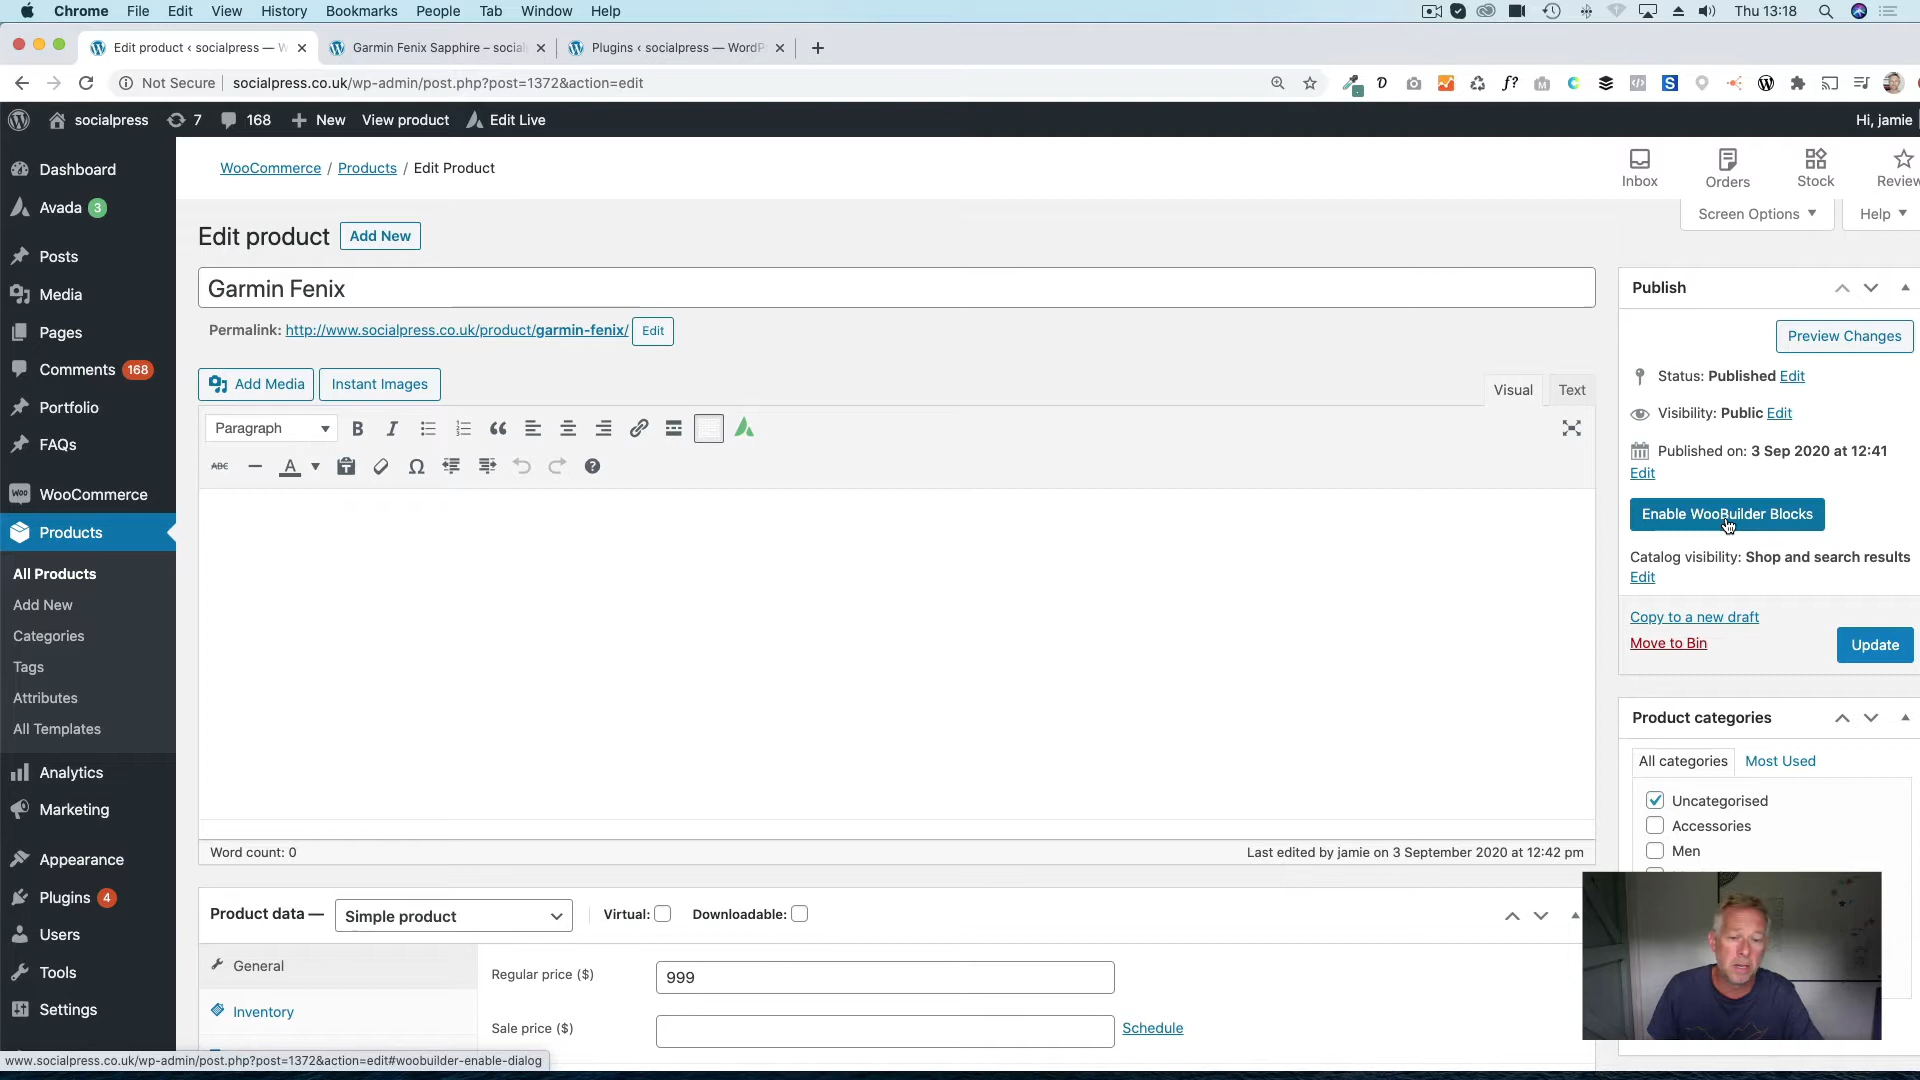 Chrome File Edit View History Bookmarks People Tab Window Help Thu 13:18
Edit product ‹ socialpress — W
Garmin Fenix Sapphire – social
Plugins ‹ socialpress — WordP
Not Secure socialpress.co.uk/wp-admin/post.php?post=1372&action=edit
socialpress 7 168 New View product Edit Live Hi, jamie
Dashboard
Avada 3
Posts
Media
Pages
Comments 168
Portfolio
FAQs
WooCommerce
Products
All Products
Add New
Categories
Tags
Attributes
All Templates
Analytics
Marketing
Appearance
Plugins 4
Users
Tools
Settings
WooCommerce / Products / Edit Product
Inbox Orders Stock Review
Screen Options Help
Edit product Add New
Garmin Fenix
Permalink: http://www.socialpress.co.uk/product/garmin-fenix/ Edit
Add Media Instant Images
Visual Text
Paragraph
ABC
Word count: 0
Last edited by jamie on 3 September 2020 at 12:42 pm
Product data — Simple product Virtual: Downloadable:
General
Inventory
Regular price ($) 999
Sale price ($) Schedule
Publish
Preview Changes
Status: Published Edit
Visibility: Public Edit
Published on: 3 Sep 2020 at 12:41
Edit
Enable WooBuilder Blocks
Catalog visibility: Shop and search results
Edit
Copy to a new draft
Move to Bin
Update
Product categories
All categories Most Used
Uncategorised
Accessories
Men
www.socialpress.co.uk/wp-admin/post.php?post=1372&action=edit#woobuilder-enable-dialog